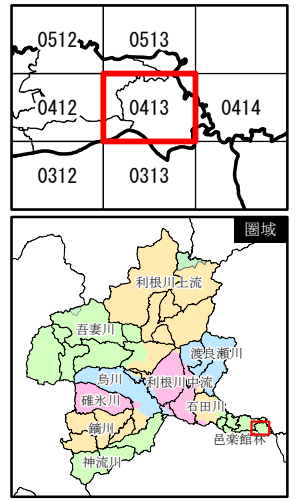 0512 0513
0412 0413 0414
0312 0313
圏域
利根川上流
吾妻川
渡良瀬川
烏川 利根川中流
碓氷川
石田川
鏑川
邑楽館林
神流川